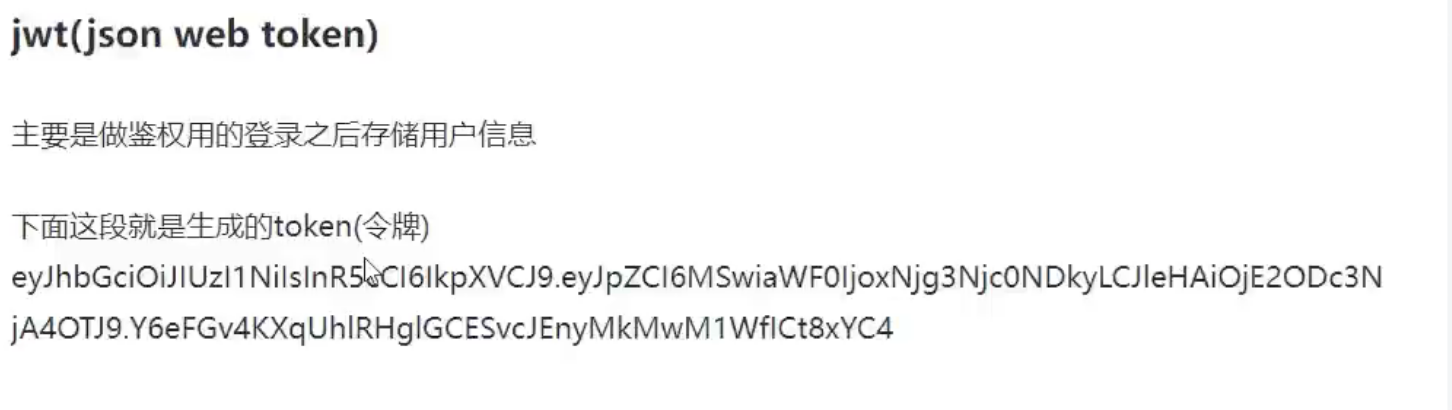 jwt(json web token)
主要是做鉴权用的登录之后存储用户信息
下面这段就是生成的token(令牌)
eyJhbGciOiJIUzI1NiIsInR5cCI6IkpXVCJ9.eyJpZCI6MSwiaWF0IjoxNjg3Njc0NDkyLCJleHAiOjE2ODc3N
jA4OTJ9.Y6eFGv4KXqUhlRHglGCESvcJEnyMkMwM1WfICt8xYC4